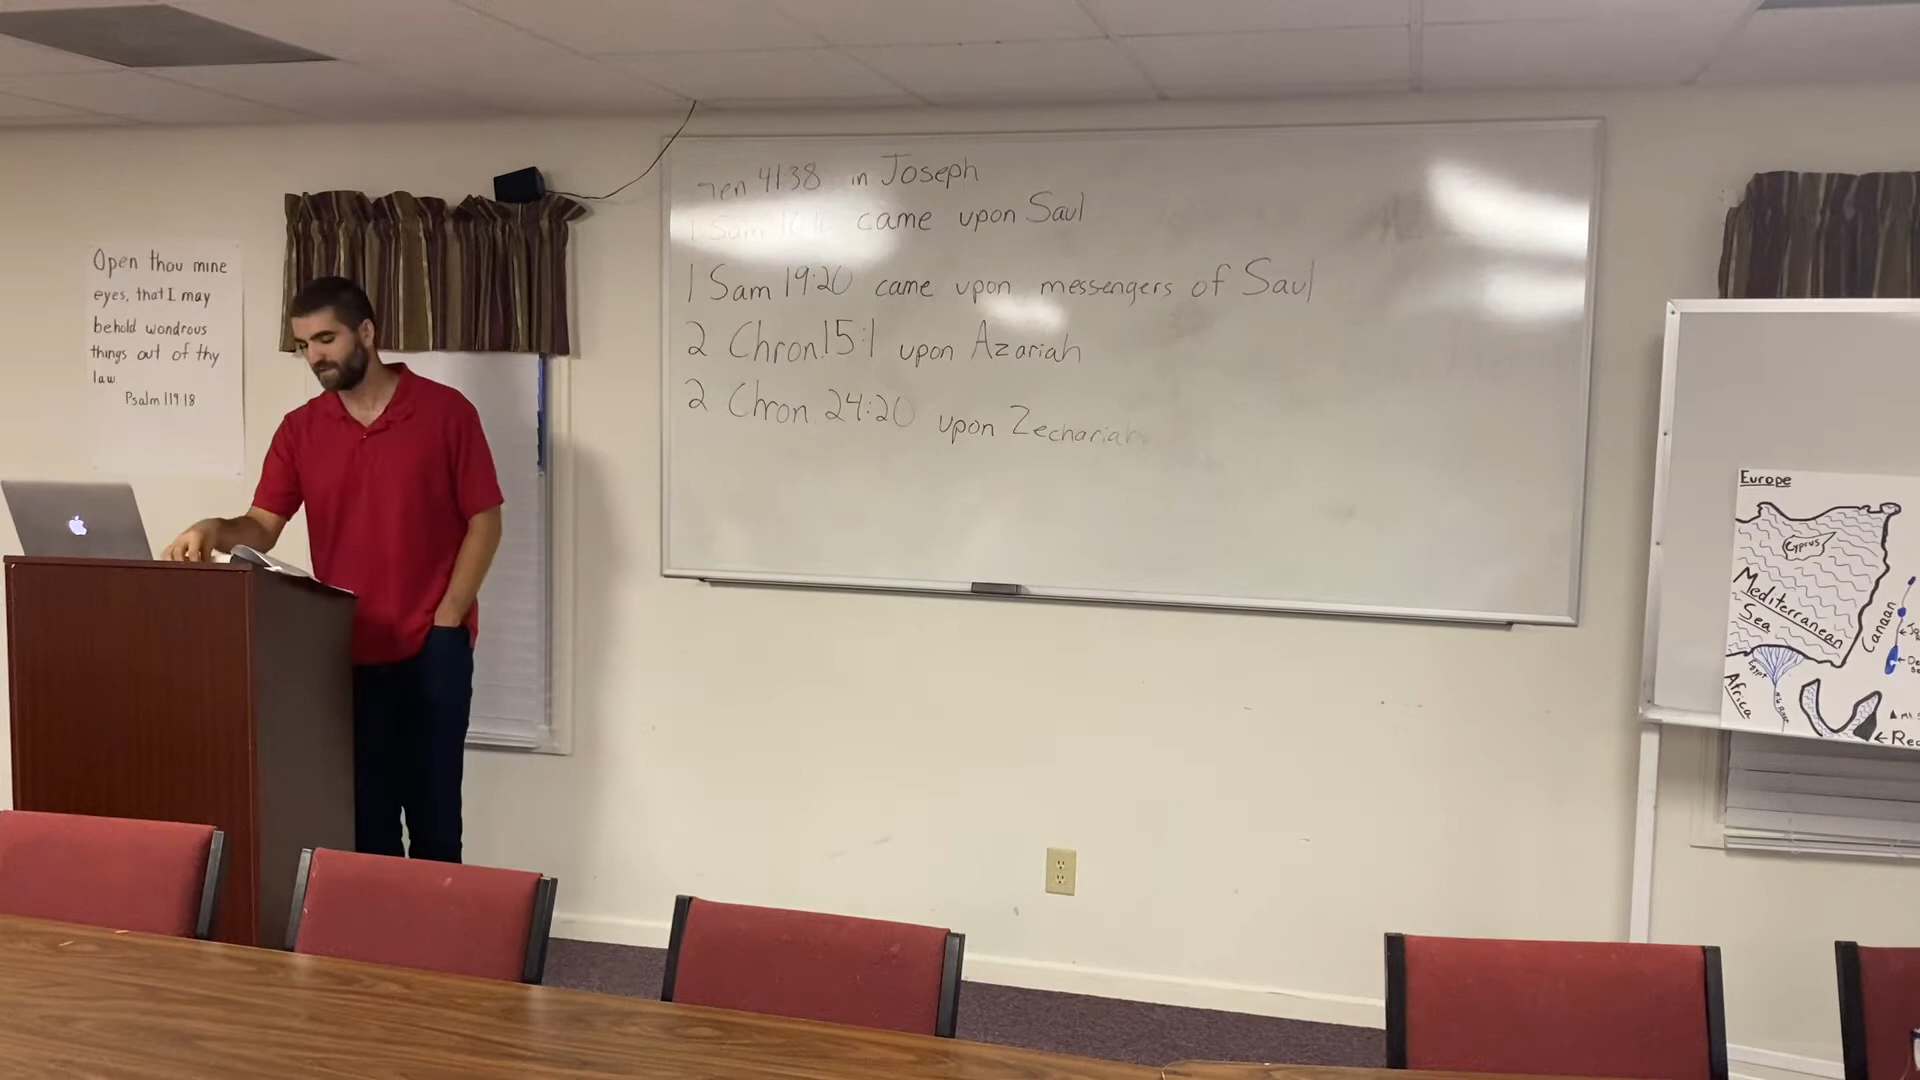 Open thou mine
eyes, that I may
behold wondrous
things out of thy
law
Psalm 119:18
41:38 in Joseph
1 Sam came upon Saul
1 Sam 19:20 came upon messengers of Saul
2 Chron 15:1 upon Azariah
2 Chron 24:20 upon Zechariah
Europe
Cyprus
Mediterranean
Sea
Canaan
Egypt
Africa